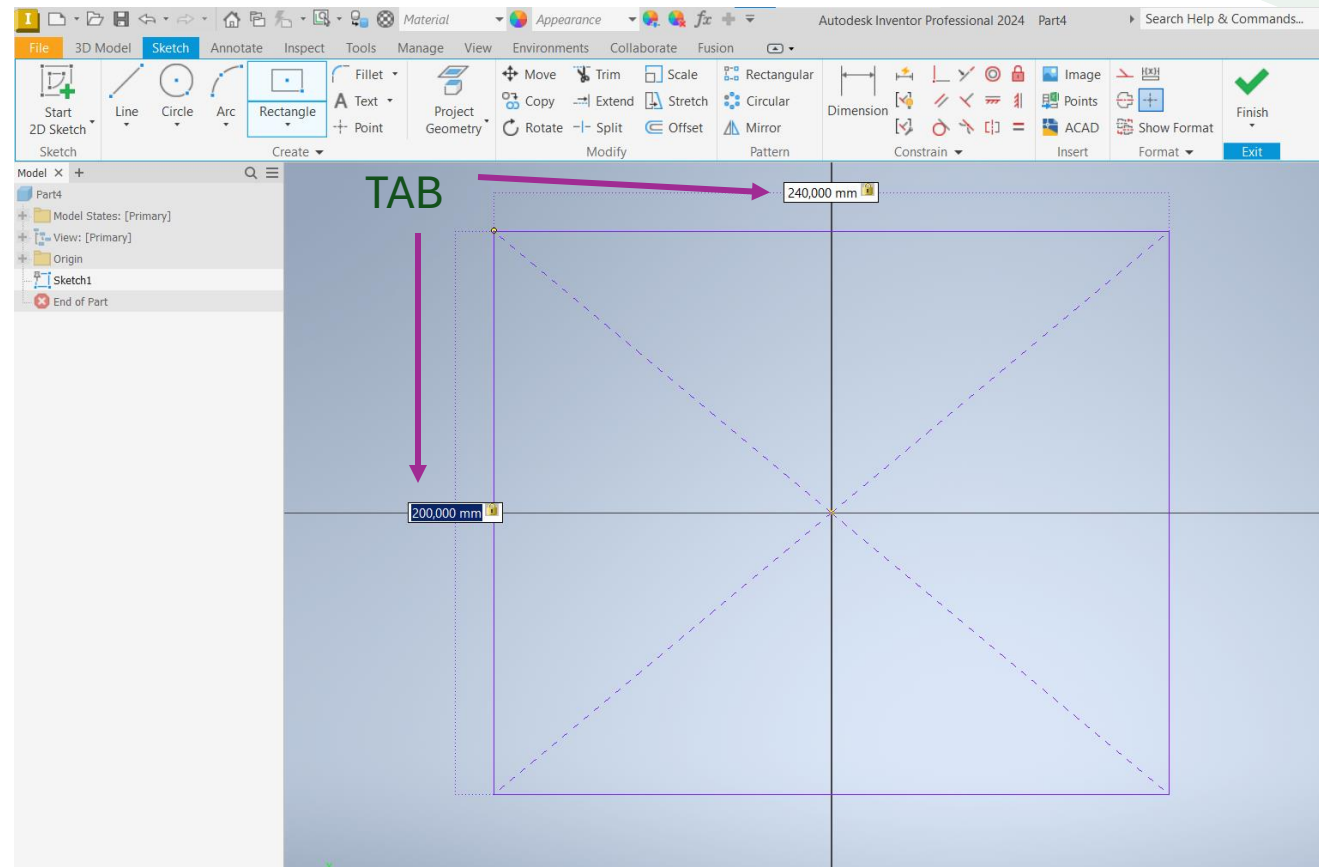 I Material Appearance fx Autodesk Inventor Professional 2024 Part4 Search Help & Commands...
File 3D Model Sketch Annotate Inspect Tools Manage View Environments Collaborate Fusion
Fillet Move Trim Scale Rectangular Image
Text Copy Extend Stretch Circular Points
Start 2D Sketch Line Circle Arc Rectangle Project Geometry Dimension Finish
Point Rotate Split Offset Mirror ACAD Show Format
Sketch Create Modify Pattern Constrain Insert Format Exit
Model X +
Part4
Model States: [Primary]
View: [Primary]
Origin
Sketch1
End of Part
TAB
240,000 mm
200,000 mm